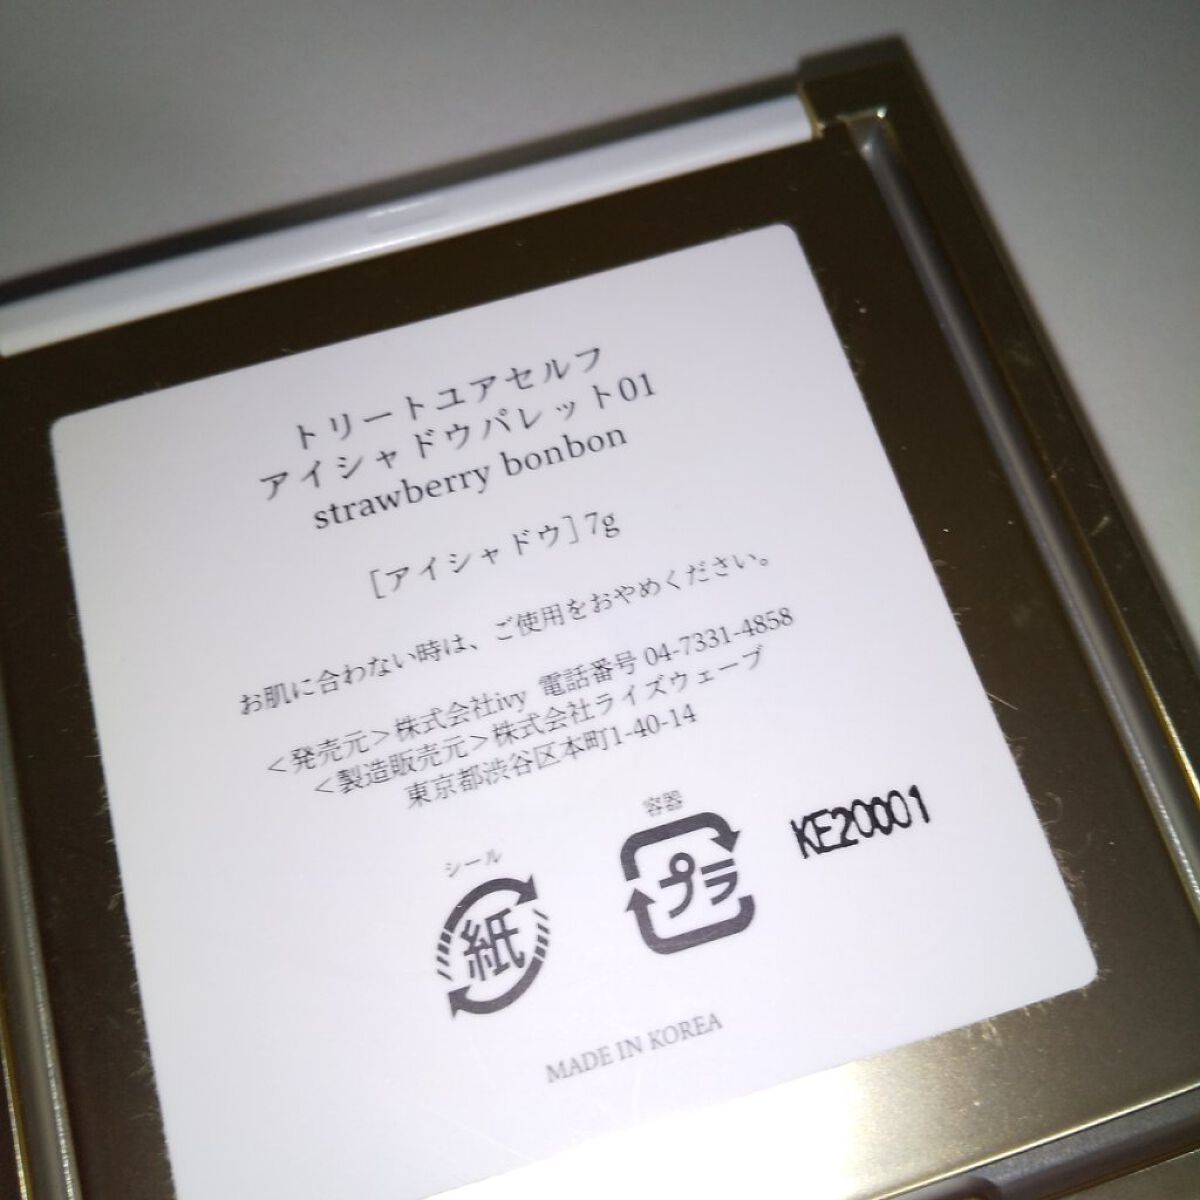 トリートユアセルフ
アイシャドウパレット01
strawberry bonbon
［アイシャドウ］7g
お肌に合わない時は、ご使用をおやめください。
＜発売元＞株式会社ivy 電話番号 04-7331-4858
＜製造販売元＞株式会社ライズウェーブ
東京都渋谷区本町1-40-14
シール
紙
容器
プラ
KE20001
MADE IN KOREA